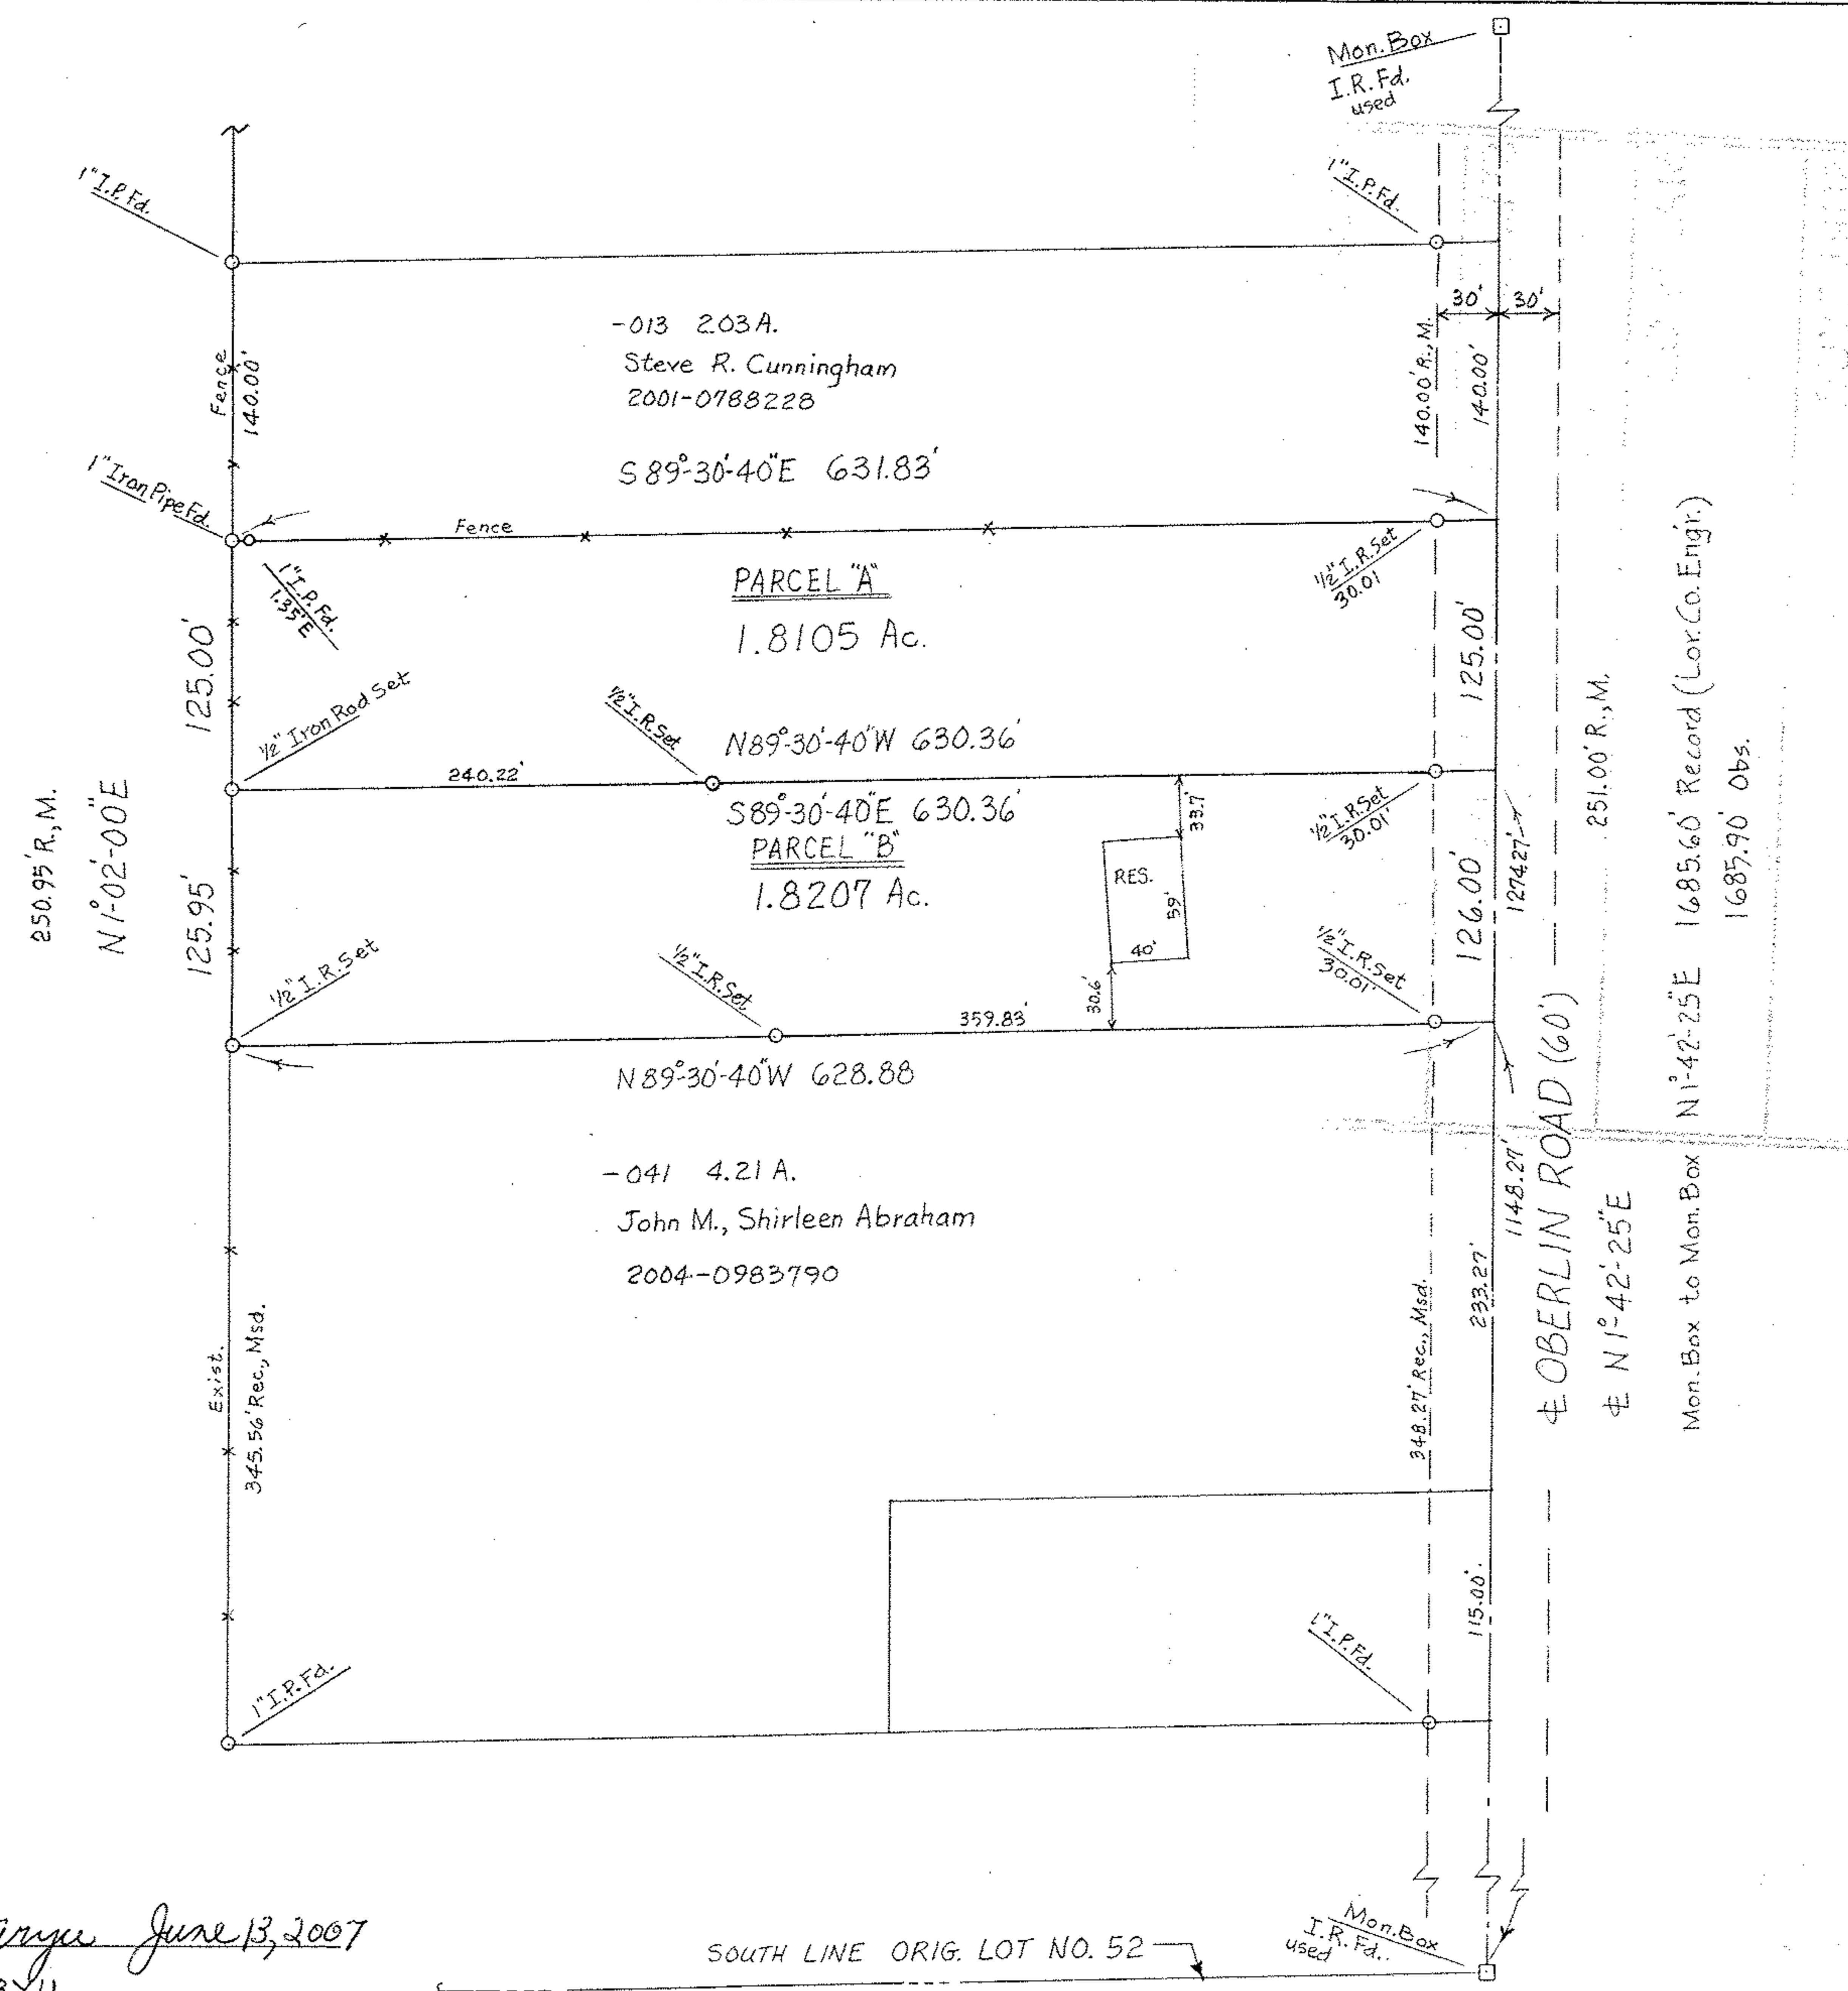 Mon. Box
I.R. Fd.
used
1" I.P. Fd.
1" I.P. Fd.
30' 30'
-013 2.03 A.
Steve R. Cunningham
2001-0788228
Fence
140.00'
140.00' R., M.
140.00'
S 89°-30'-40" E 631.83'
1" Iron Pipe Fd.
Fence
1" I.P. Fd.
1.35' E
½" I.R. Set
30.01
PARCEL "A"
1.8105 Ac.
125.00'
125.00'
½" Iron Rod Set
½" I.R. Set
N 89°-30'-40" W 630.36'
240.22'
S 89°-30'-40" E 630.36'
PARCEL "B"
1.8207 Ac.
33.7'
RES.
59'
40'
30.6'
½" I.R. Set
30.01'
250.95' R., M.
N 1°-02'-00" E
125.95'
126.00'
1274.27'
251.00' R., M.
½" I.R. Set
½" I.R. Set
½" I.R. Set
30.01'
359.83'
N 89°-30'-40" W 628.88
-041 4.21 A.
John M., Shirleen Abraham
2004-0983790
Exist.
345.56' Rec., Msd.
348.27' Rec., Msd.
233.27'
1148.27'
℄ OBERLIN ROAD (60')
℄ N 1°-42'-25" E
Mon. Box to Mon. Box N 1°-42'-25" E 1685.60' Record (Lor. Co. Engr.)
1685.90' Obs.
115.00'
1" I.P. Fd.
1" I.P. Fd.
June 13, 2007
SOUTH LINE ORIG. LOT NO. 52
Mon. Box
I.R. Fd..
used